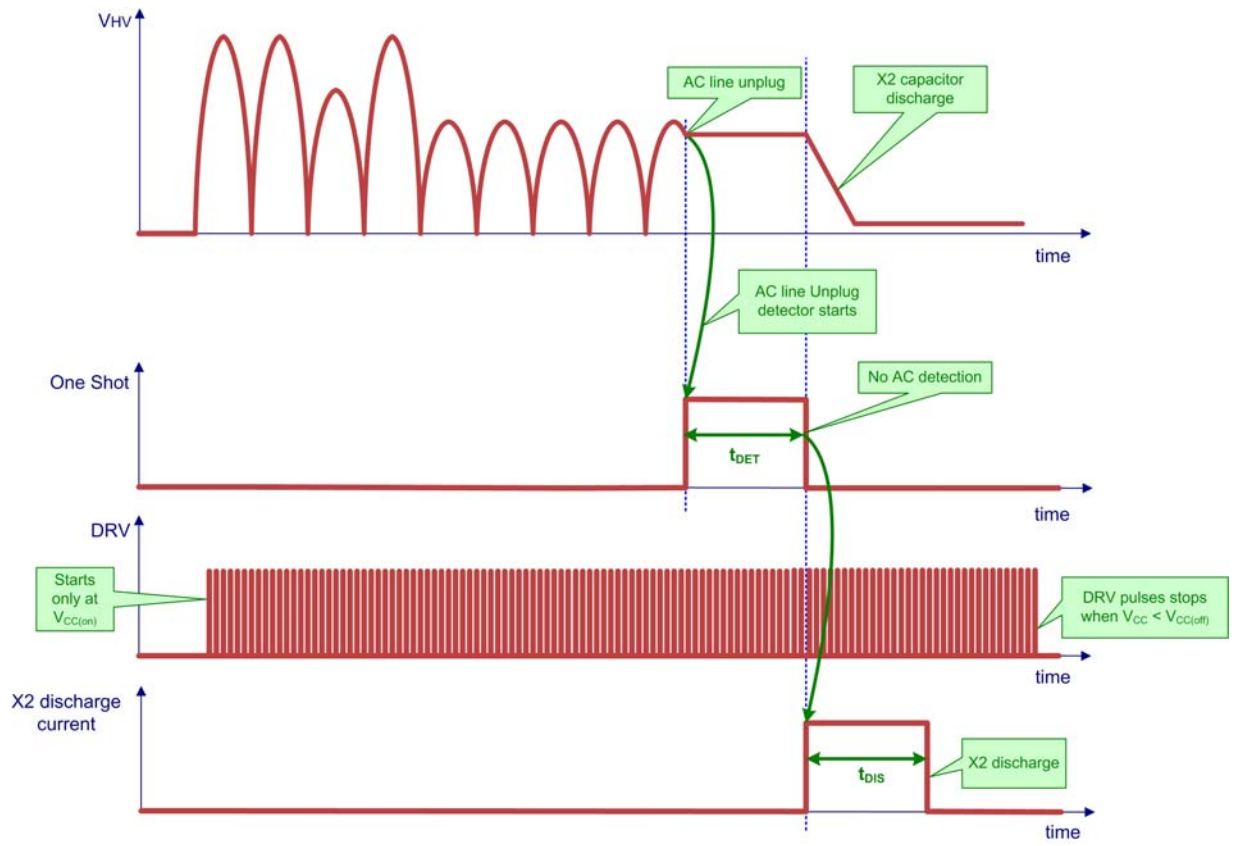 VHV
AC line unplug
X2 capacitor
discharge
time
AC line Unplug
detector starts
One Shot
No AC detection
tDET
time
DRV
Starts
only at
VCC(on)
DRV pulses stops
when VCC < VCC(off)
time
X2 discharge
current
X2 discharge
tDIS
time